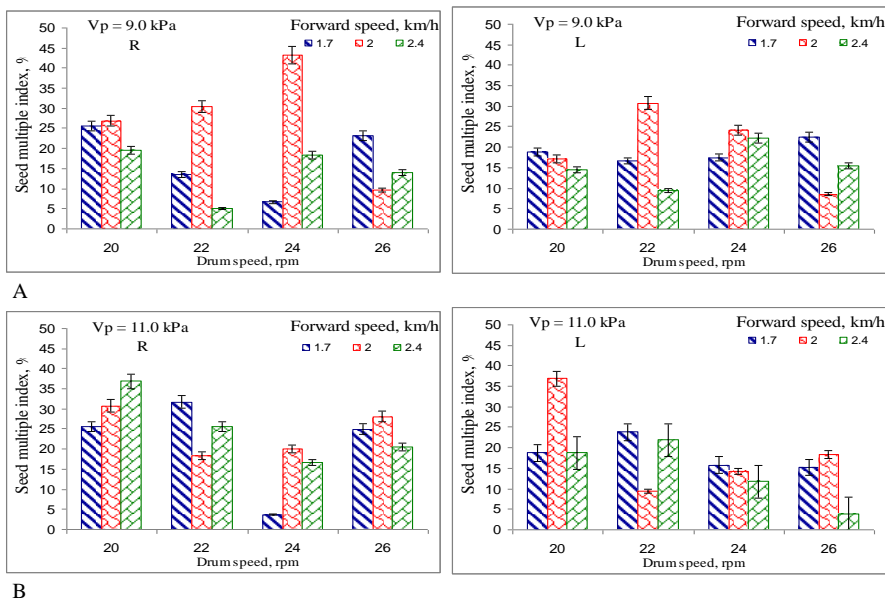 Vp = 9.0 kPa
R
Forward speed, km/h
1.7 2 2.4
Seed multiple index, %
50
45
40
35
30
25
20
15
10
5
0
20 22 24 26
Drum speed, rpm
Vp = 9.0 kPa
L
Forward speed, km/h
1.7 2 2.4
Seed multiple index, %
50
45
40
35
30
25
20
15
10
5
0
20 22 24 26
Drum speed, rpm
A
Vp = 11.0 kPa
R
Forward speed, km/h
1.7 2 2.4
Seed multiple index, %
50
45
40
35
30
25
20
15
10
5
0
20 22 24 26
Drum speed, rpm
Vp = 11.0 kPa
L
Forward speed, km/h
1.7 2 2.4
Seed multiple index, %
50
45
40
35
30
25
20
15
10
5
0
20 22 24 26
Drum speed, rpm
B